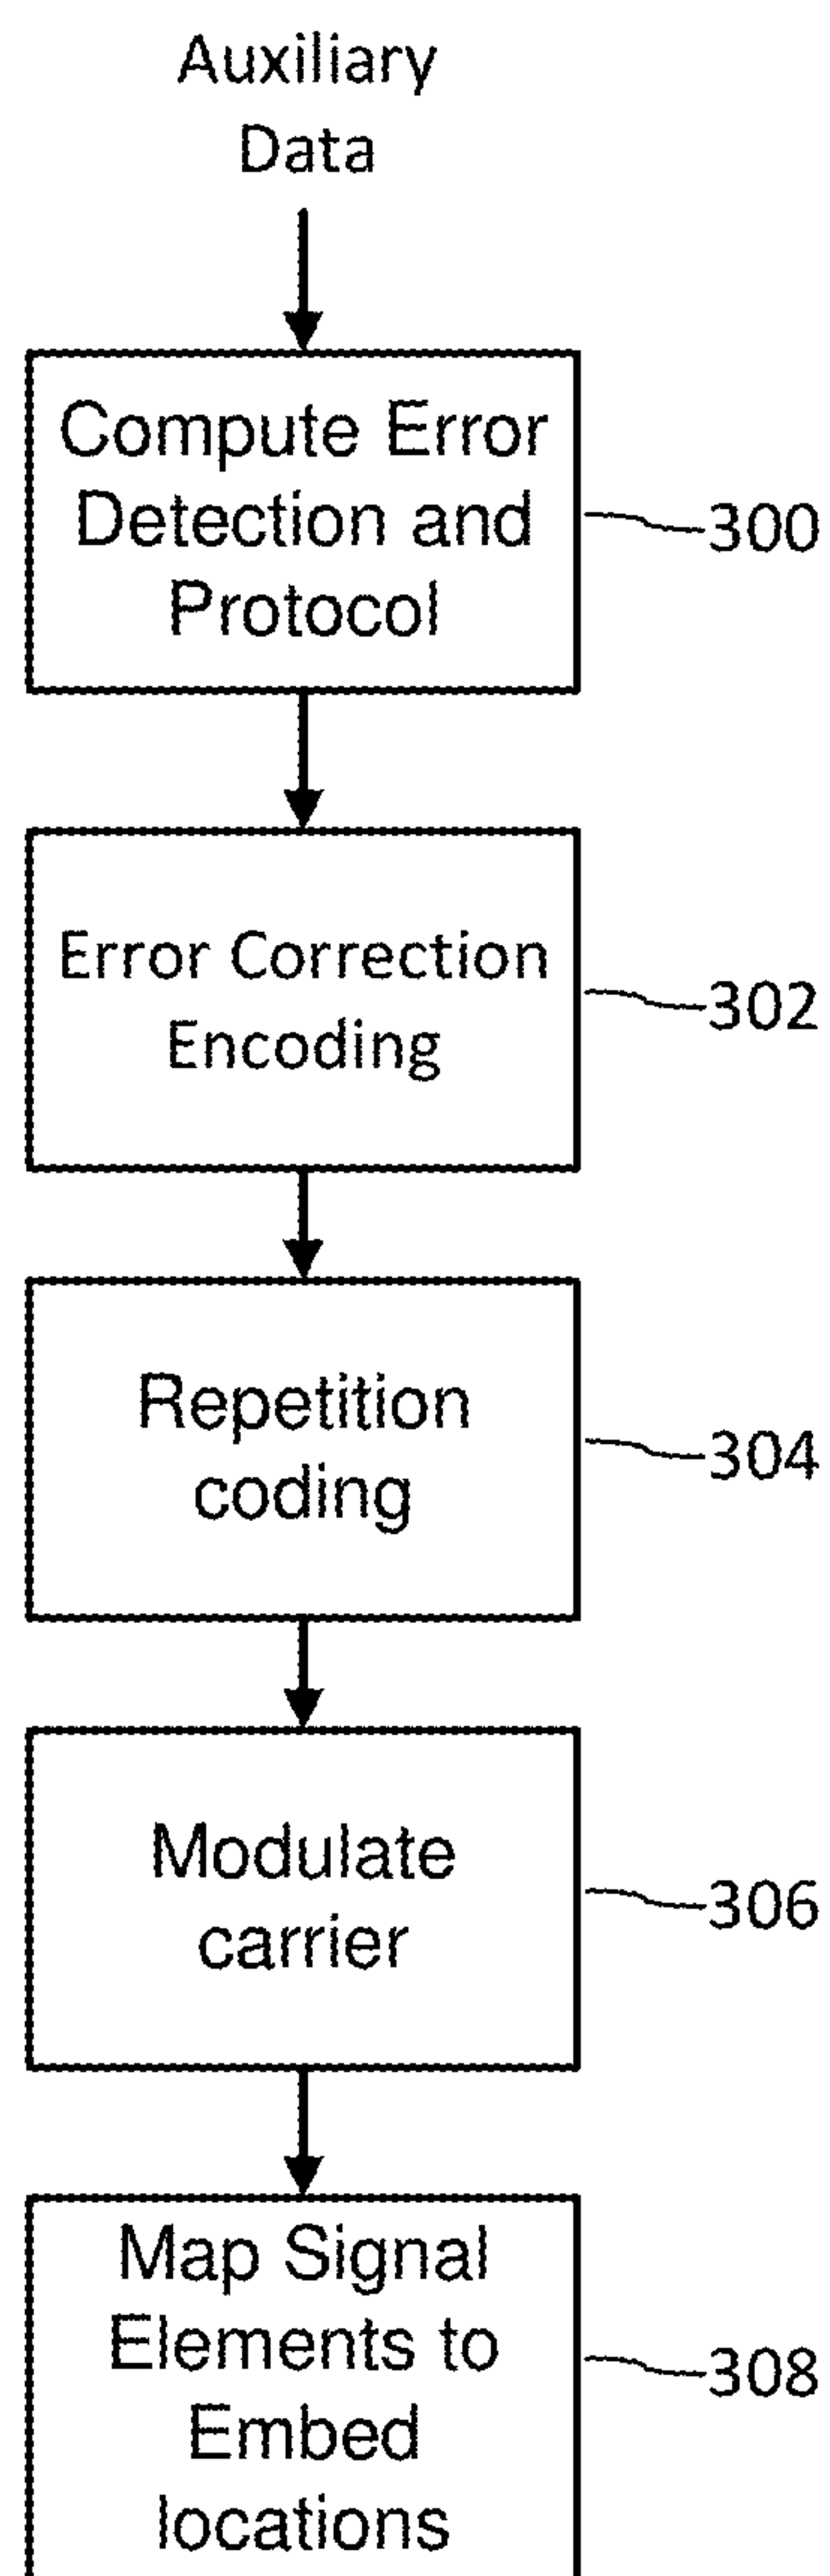 Auxiliary
Data
Compute Error
Detection and
Protocol
300
Error Correction
Encoding
302
Repetition
coding
304
Modulate
carrier
306
Map Signal
Elements to
Embed
locations
308